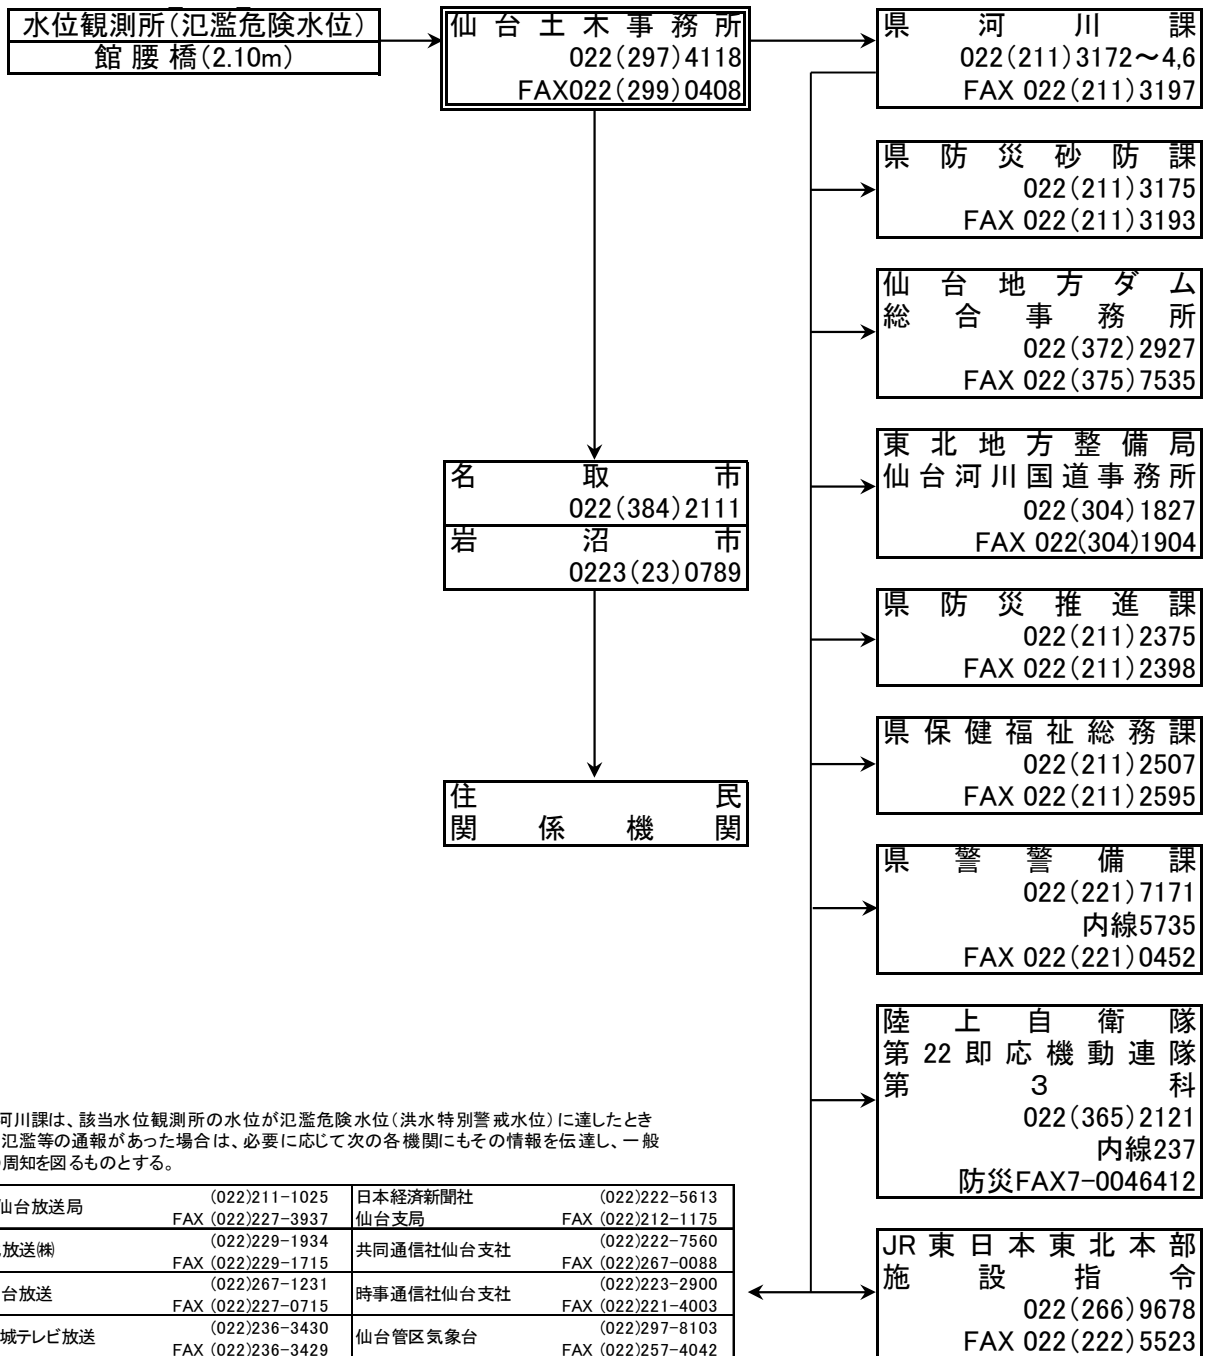 水位観測所（氾濫危険水位）
館腰橋（2.10m）
仙台土木事務所
022（297）4118
FAX022（299）0408
県河川課
022（211）3172～4,6
FAX 022（211）3197
県防災砂防課
022（211）3175
FAX 022（211）3193
仙台地方ダム
総合事務所
022（372）2927
FAX 022（375）7535
東北地方整備局
仙台河川国道事務所
022（304）1827
FAX 022(304)1904
名取市
022（384）2111
岩沼市
0223（23）0789
県防災推進課
022（211）2375
FAX 022（211）2398
県保健福祉総務課
022（211）2507
FAX 022（211）2595
住民
関係機関
県警警備課
022（221）7171
内線5735
FAX 022（221）0452
陸上自衛隊
第22即応機動連隊
第3科
022（365）2121
内線237
防災FAX7-0046412
JR東日本東北本部
施設指令
022（266）9678
FAX 022（222）5523
河川課は、該当水位観測所の水位が氾濫危険水位（洪水特別警戒水位）に達したとき
氾濫等の通報があった場合は、必要に応じて次の各機関にもその情報を伝達し、一般
周知を図るものとする。
仙台放送局 (022)211-1025
FAX (022)227-3937
日本経済新聞社 (022)222-5613
仙台支局 FAX (022)212-1175
放送㈱ (022)229-1934
FAX (022)229-1715
共同通信社仙台支社 (022)222-7560
FAX (022)267-0088
台放送 (022)267-1231
FAX (022)227-0715
時事通信社仙台支社 (022)223-2900
FAX (022)221-4003
城テレビ放送 (022)236-3430
FAX (022)236-3429
仙台管区気象台 (022)297-8103
FAX (022)257-4042